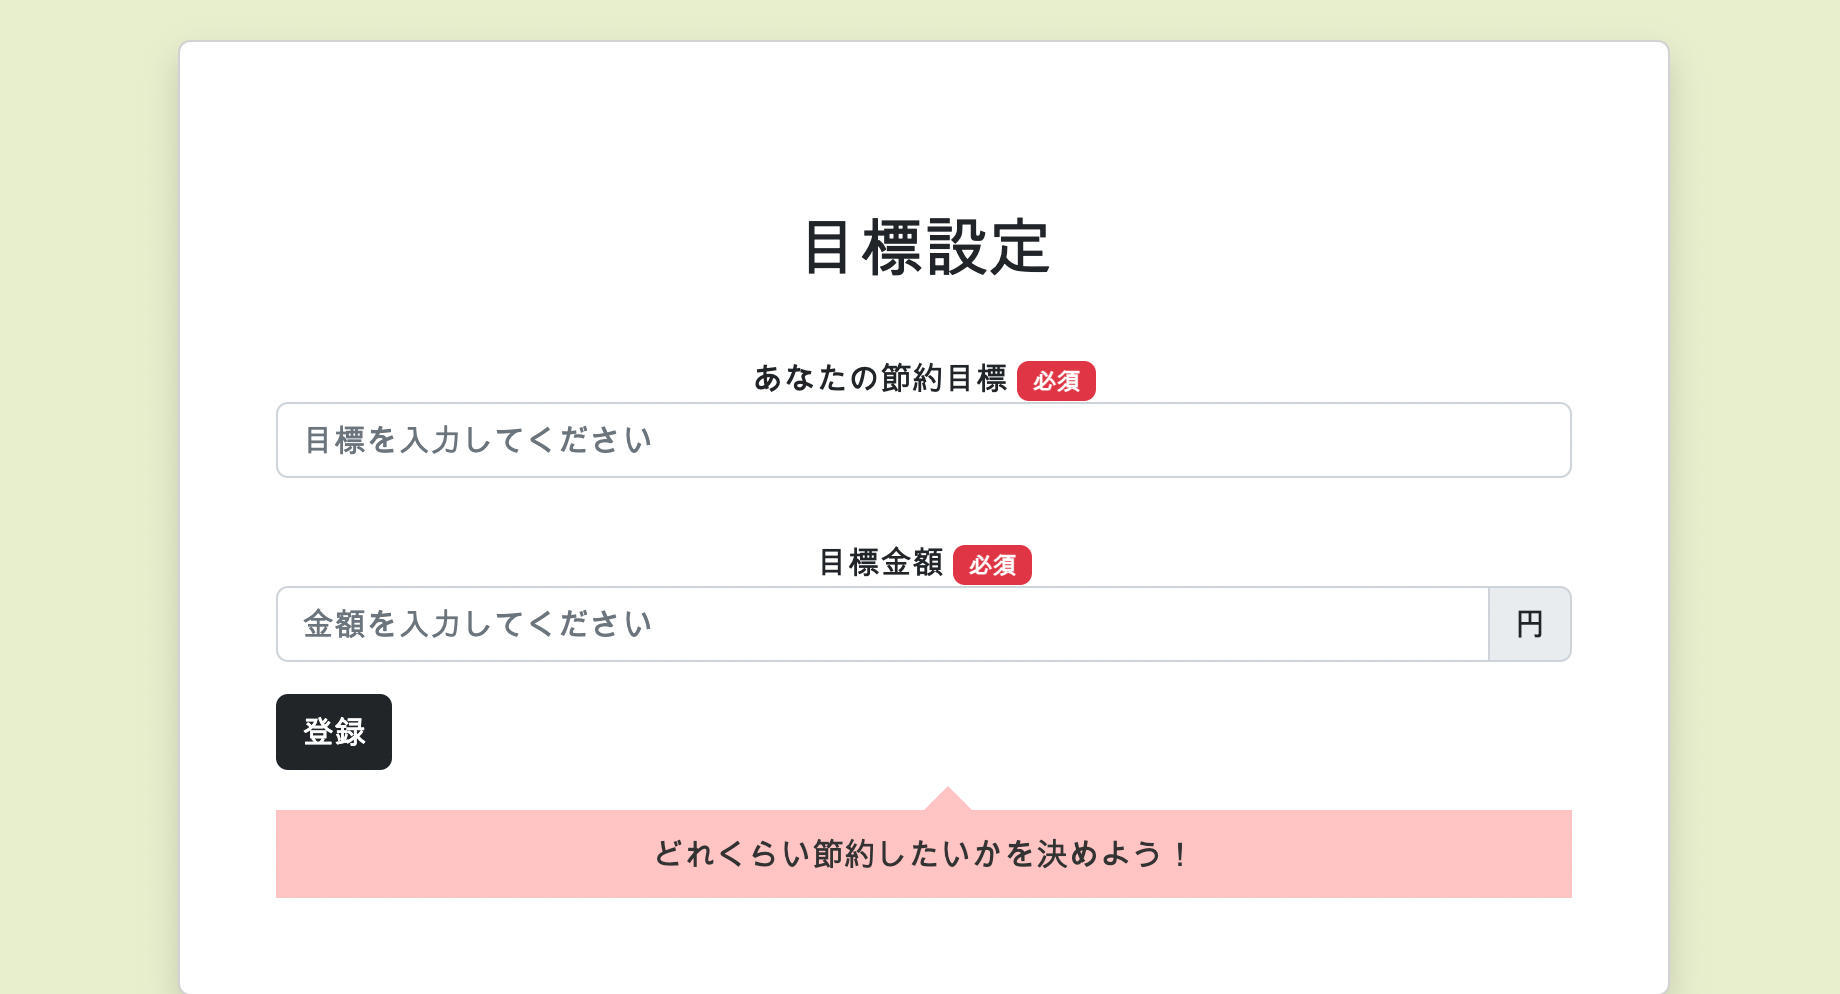 目標設定
あなたの節約目標 必須
目標を入力してください
目標金額 必須
金額を入力してください 円
登録
どれくらい節約したいかを決めよう！